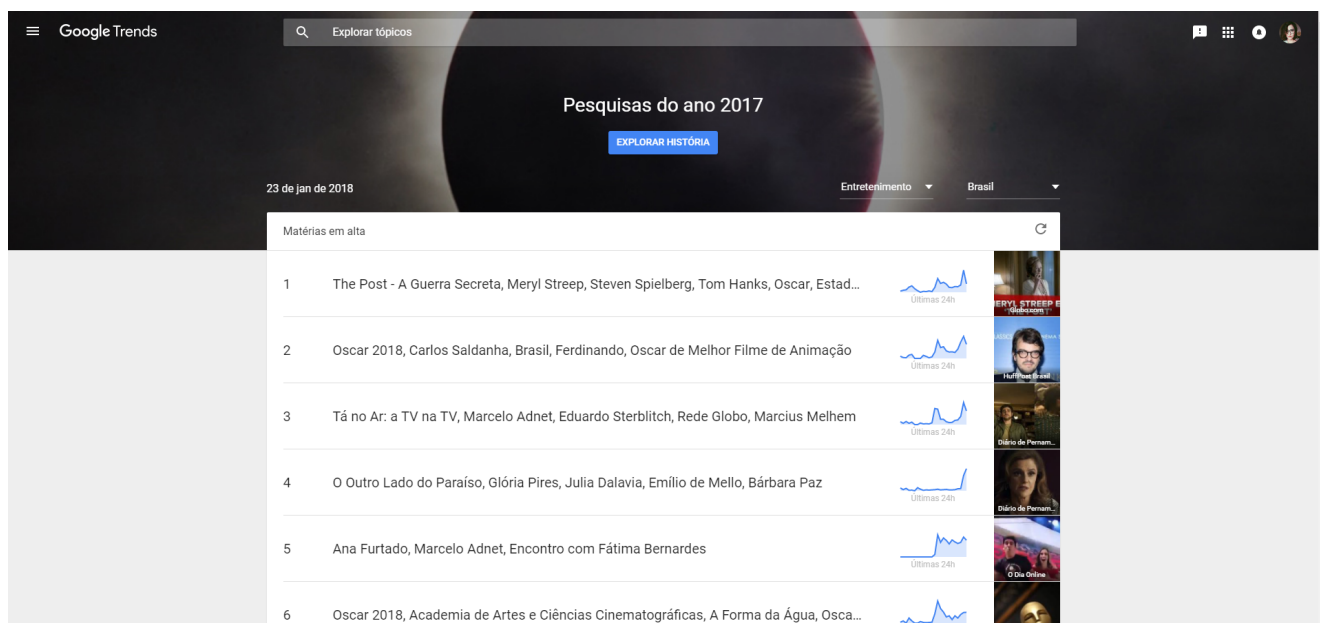 Google Trends
Explorar tópicos
Pesquisas do ano 2017
EXPLORAR HISTÓRIA
23 de jan de 2018
Entretenimento
Brasil
Matérias em alta
1 The Post - A Guerra Secreta, Meryl Streep, Steven Spielberg, Tom Hanks, Oscar, Estad...
Últimas 24h
Globo.com
2 Oscar 2018, Carlos Saldanha, Brasil, Ferdinando, Oscar de Melhor Filme de Animação
Últimas 24h
HuffPost Brasil
3 Tá no Ar: a TV na TV, Marcelo Adnet, Eduardo Sterblitch, Rede Globo, Marcius Melhem
Últimas 24h
Diário de Pernam...
4 O Outro Lado do Paraíso, Glória Pires, Julia Dalavia, Emílio de Mello, Bárbara Paz
Últimas 24h
Diário de Pernam...
5 Ana Furtado, Marcelo Adnet, Encontro com Fátima Bernardes
Últimas 24h
O Dia Online
6 Oscar 2018, Academia de Artes e Ciências Cinematográficas, A Forma da Água, Osca...